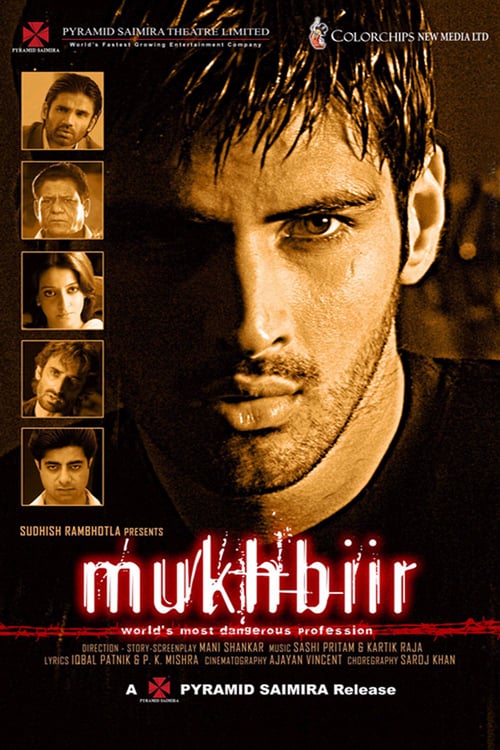 PYRAMID SAIMIRA THEATRE LIMITED
World's Fastest Growing Entertainment Company
PYRAMID SAIMIRA
COLORCHIPS NEW MEDIA LTD
SUDHISH RAMBHOTLA PRESENTS
mukhbiir
world's most dangerous profession
DIRECTION - STORY-SCREENPLAY MANI SHANKAR MUSIC SASHI PRITAM & KARTIK RAJA
LYRICS IQBAL PATNIK & P. K. MISHRA CINEMATOGRAPHY AJAYAN VINCENT CHOREGRAPHY SAROJ KHAN
A PYRAMID SAIMIRA PYRAMID SAIMIRA Release